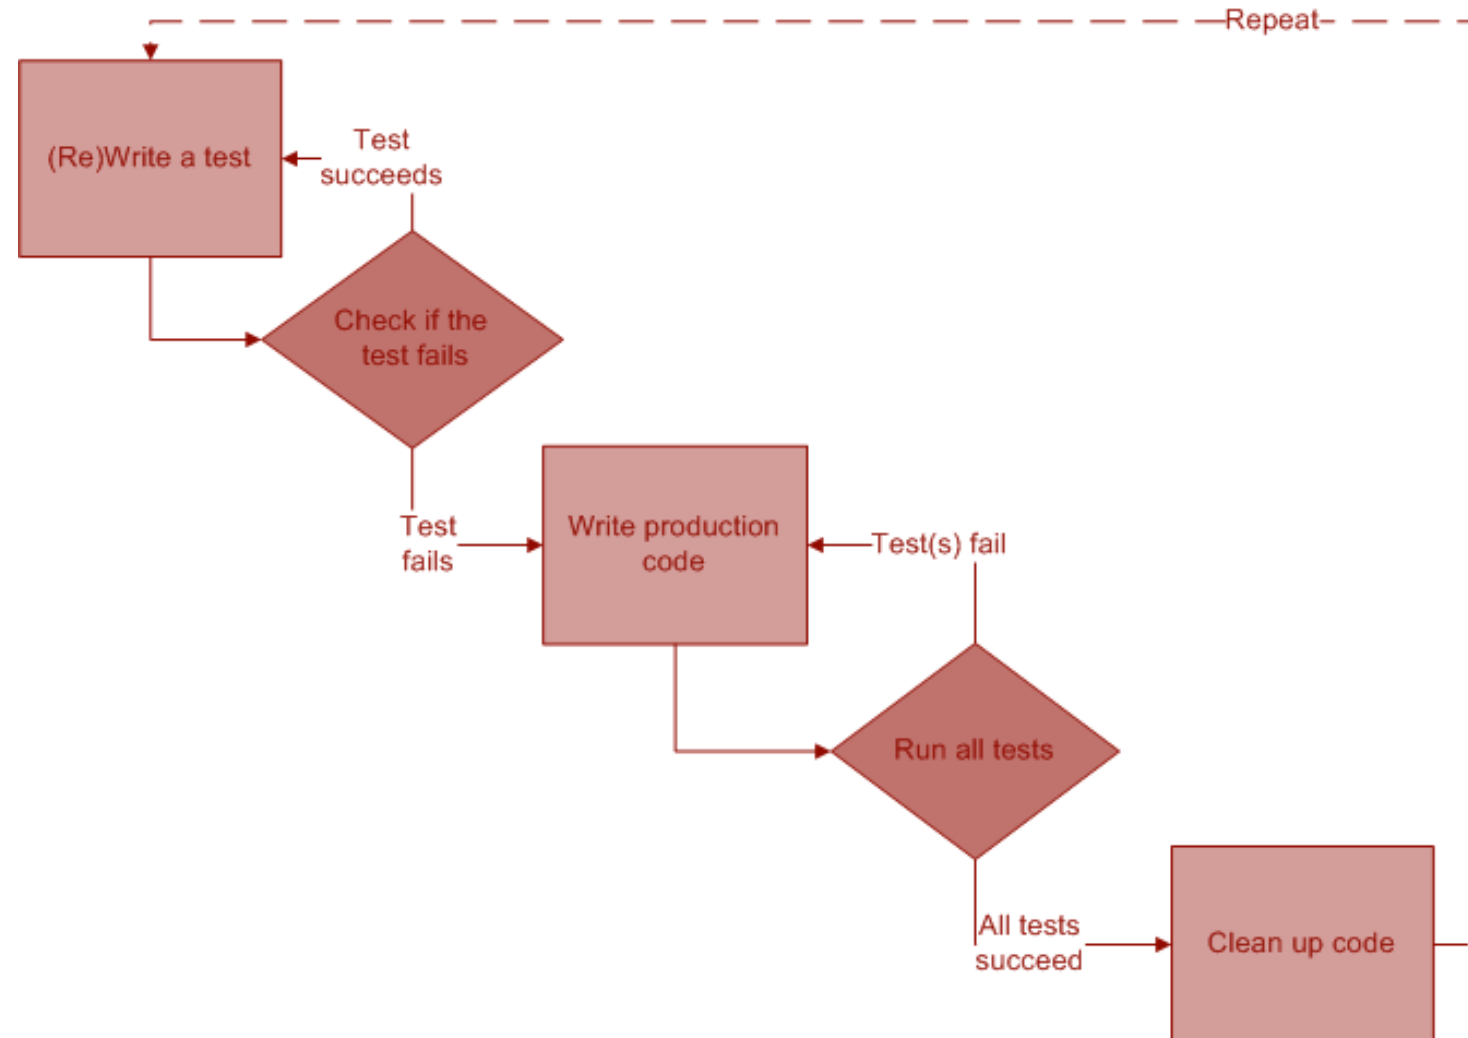 Repeat
(Re)Write a test
Test
succeeds
Check if the
test fails
Test
fails
Write production
code
Test(s) fail
Run all tests
All tests
succeed
Clean up code